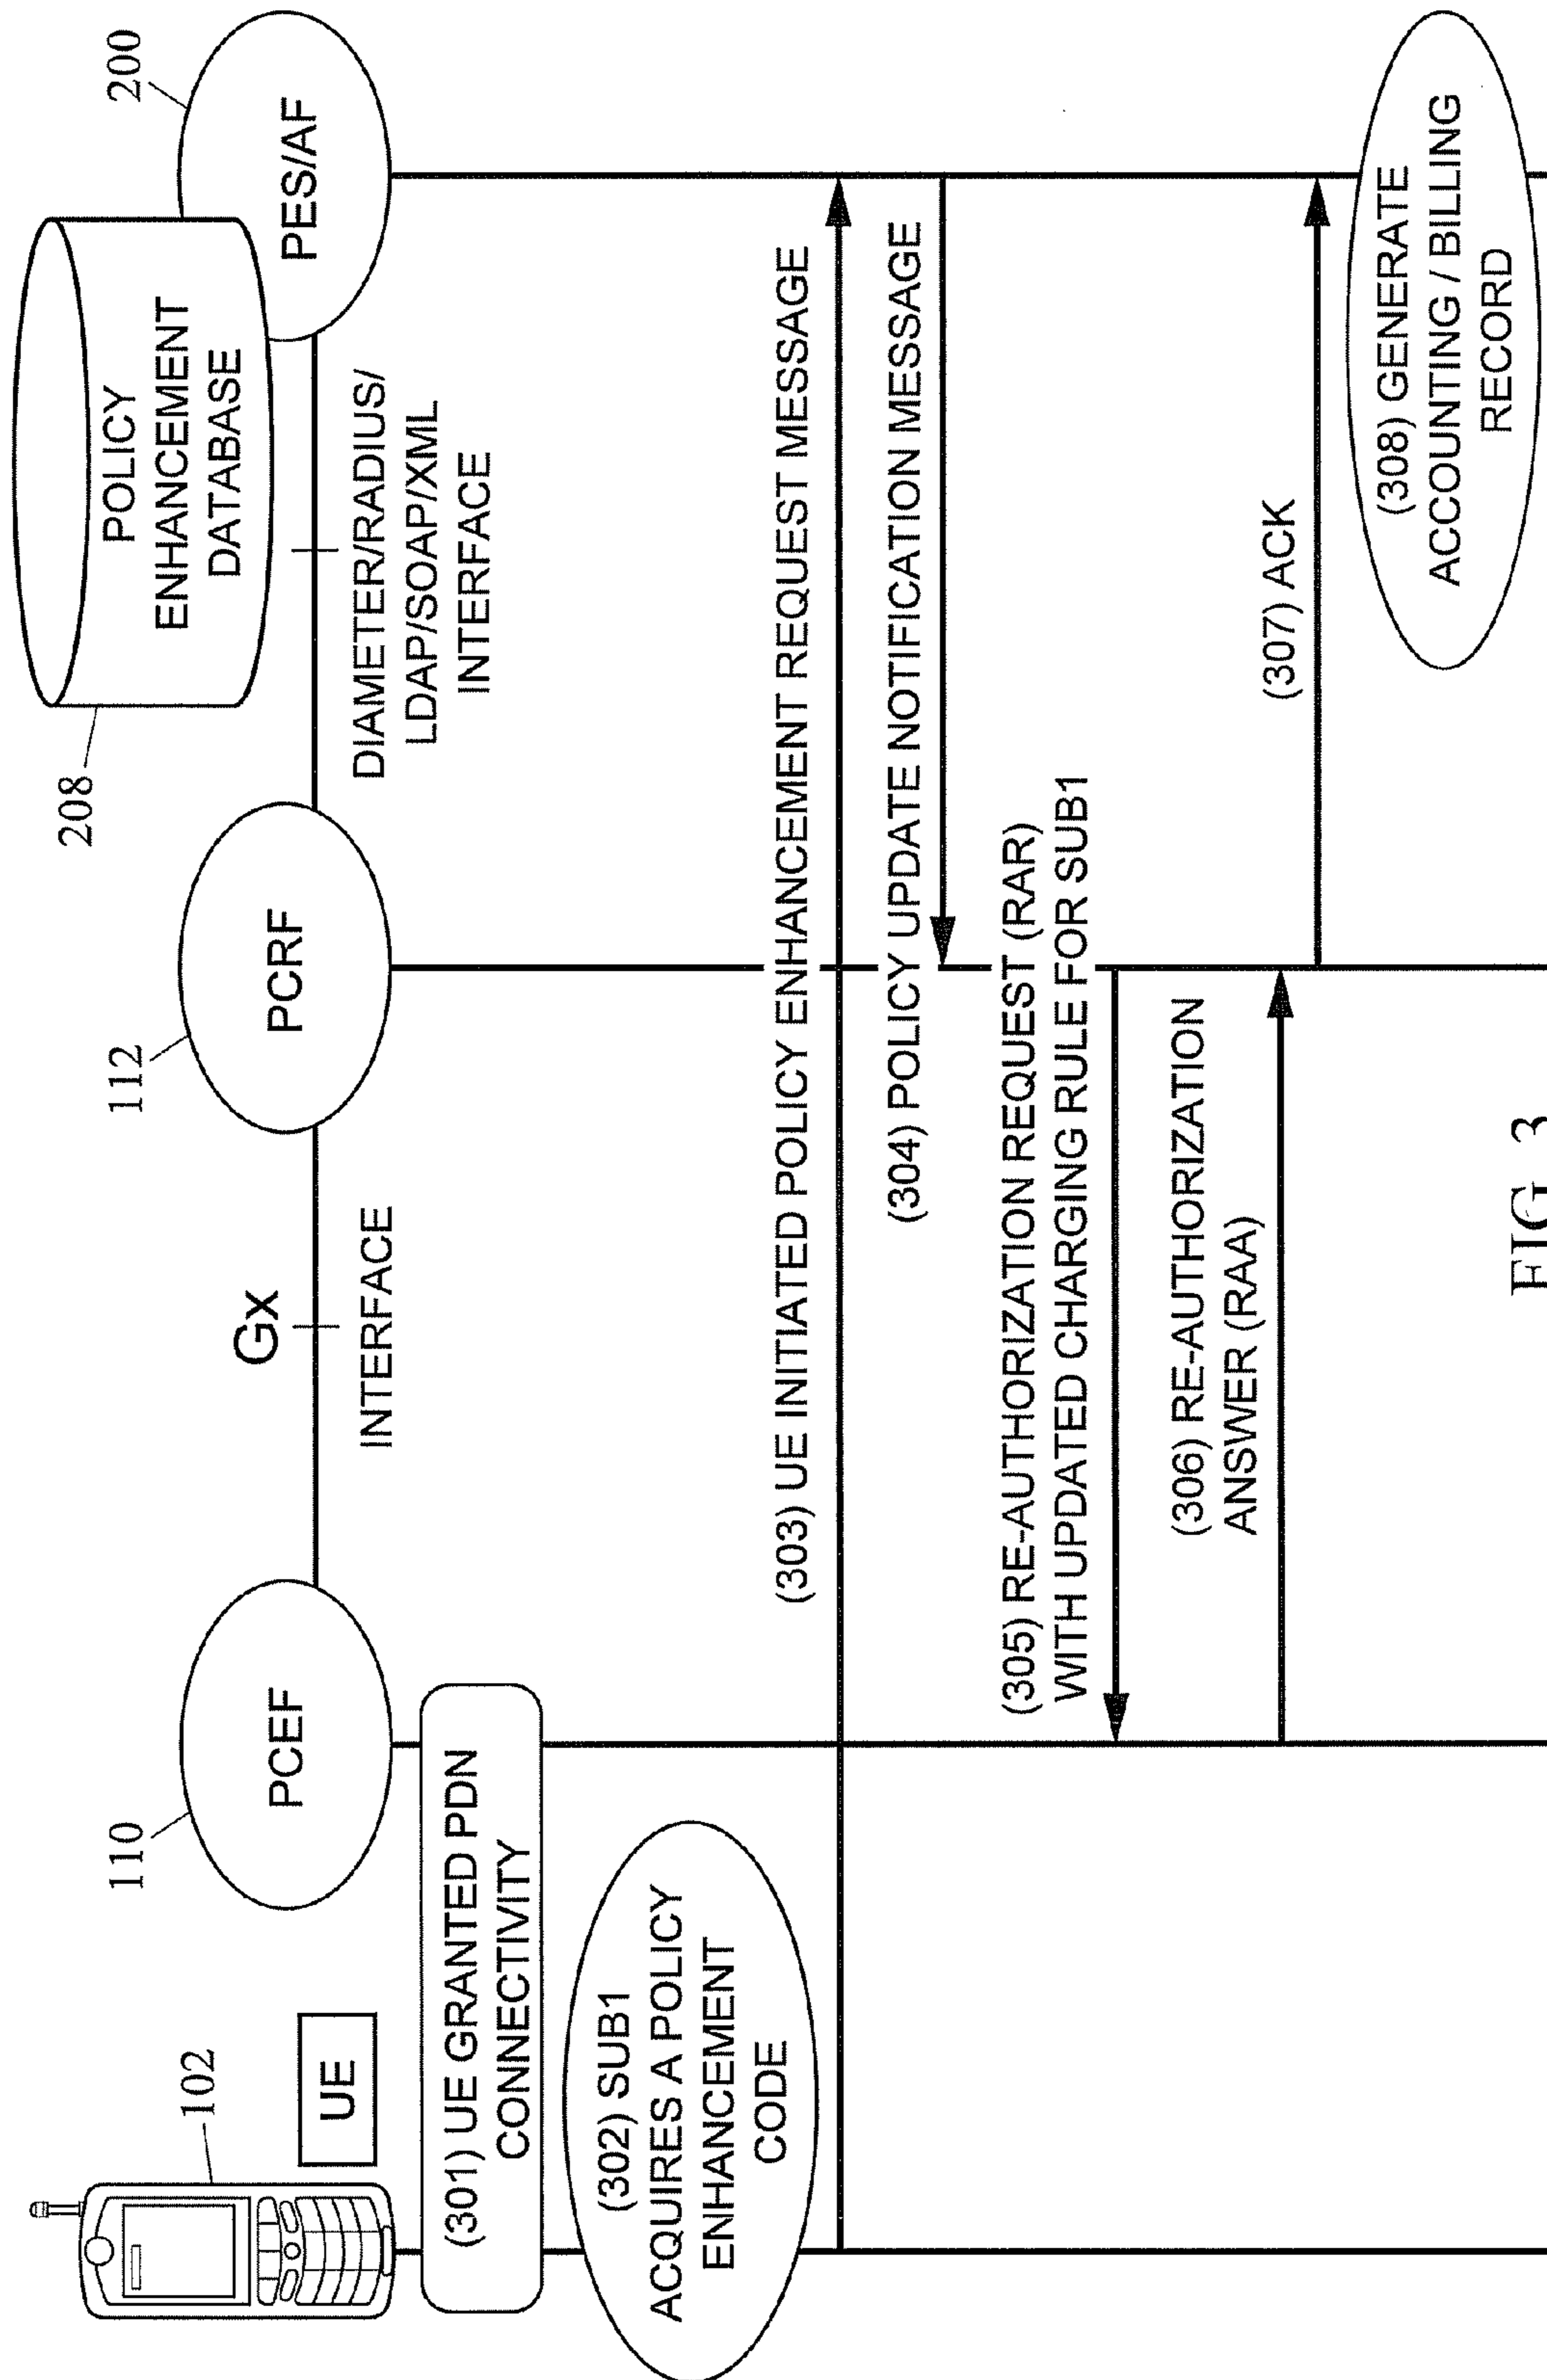 102
UE
110
PCEF
Gx
INTERFACE
112
PCRF
208
POLICY
ENHANCEMENT
DATABASE
DIAMETER/RADIUS/
LDAP/SOAP/XML
INTERFACE
200
PES/AF
(301) UE GRANTED PDN
CONNECTIVITY
(302) SUB1
ACQUIRES A POLICY
ENHANCEMENT
CODE
(303) UE INITIATED POLICY ENHANCEMENT REQUEST MESSAGE
(304) POLICY UPDATE NOTIFICATION MESSAGE
(305) RE-AUTHORIZATION REQUEST (RAR)
WITH UPDATED CHARGING RULE FOR SUB1
(306) RE-AUTHORIZATION
ANSWER (RAA)
(307) ACK
(308) GENERATE
ACCOUNTING / BILLING
RECORD
FIG. 3